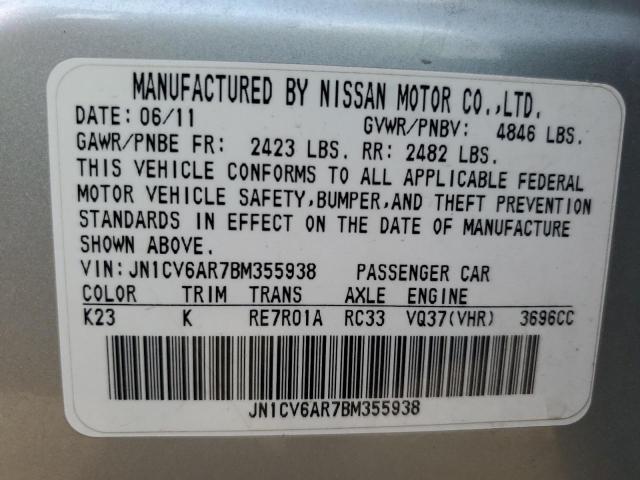 MANUFACTURED BY NISSAN MOTOR CO.,LTD.
DATE: 06/11 GVWR/PNBV: 4846 LBS.
GAWR/PNBE FR: 2423 LBS. RR: 2482 LBS.
THIS VEHICLE CONFORMS TO ALL APPLICABLE FEDERAL
MOTOR VEHICLE SAFETY,BUMPER,AND THEFT PREVENTION
STANDARDS IN EFFECT ON THE DATE OF MANUFACTURE
SHOWN ABOVE.
VIN:JN1CV6AR7BM355938 PASSENGER CAR
COLOR TRIM TRANS AXLE ENGINE
K23 K RE7R01A RC33 VQ37(VHR) 3696CC
JN1CV6AR7BM355938